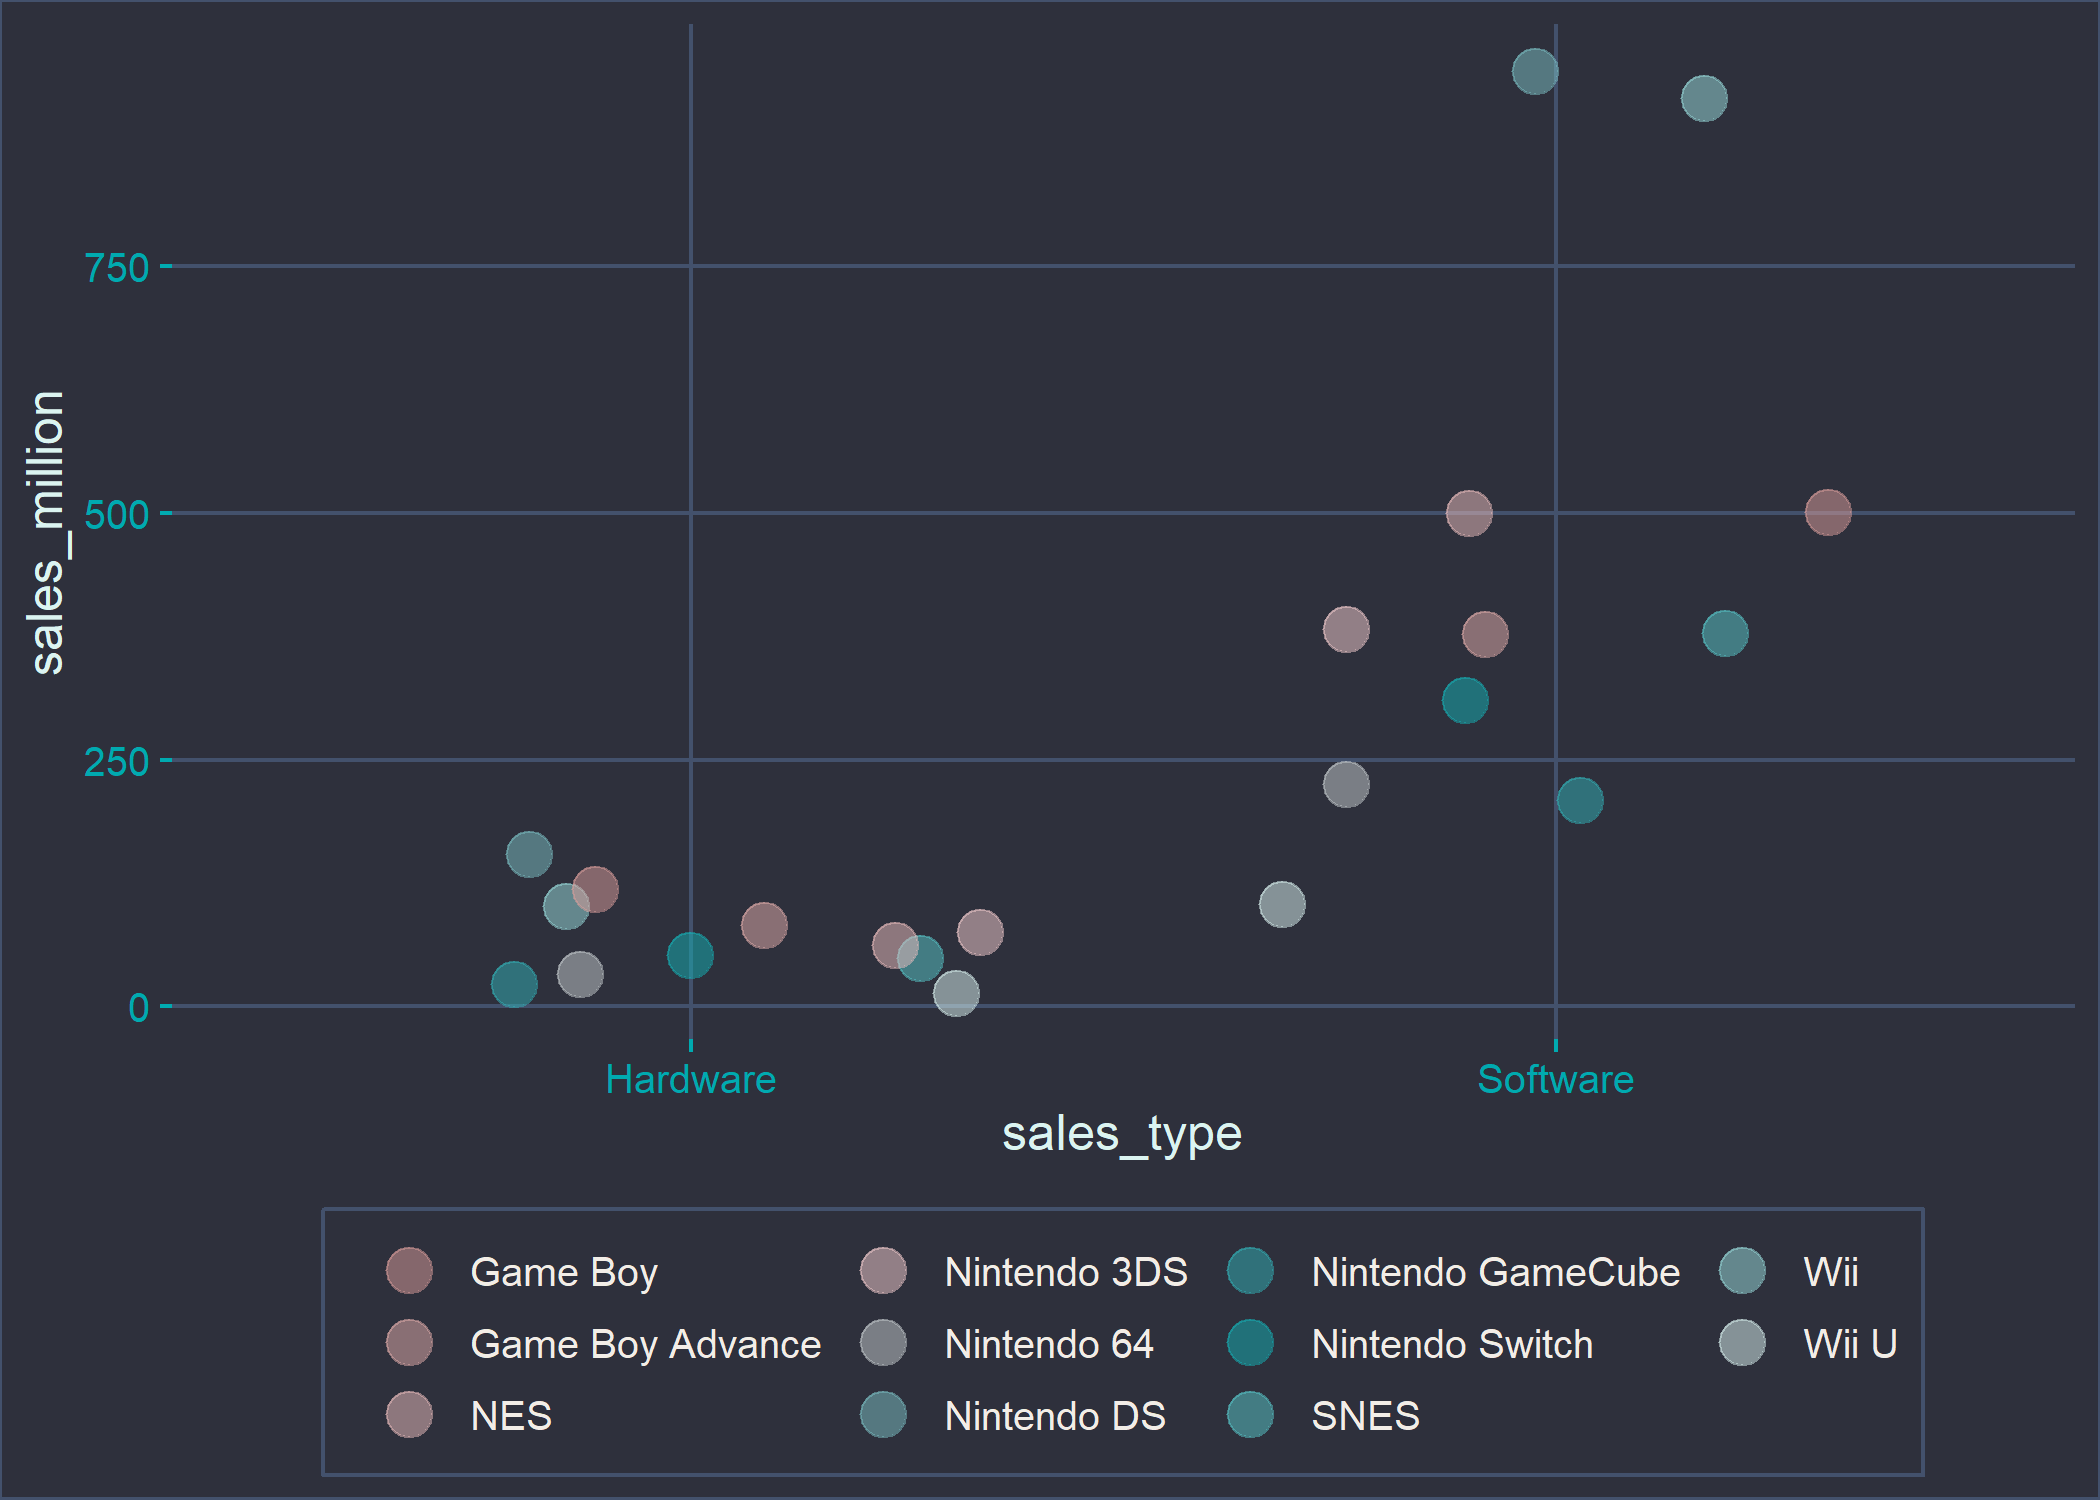 sales_million
750
500
250
0
Hardware
Software
sales_type
Game Boy
Game Boy Advance
NES
Nintendo 3DS
Nintendo 64
Nintendo DS
Nintendo GameCube
Nintendo Switch
SNES
Wii
Wii U